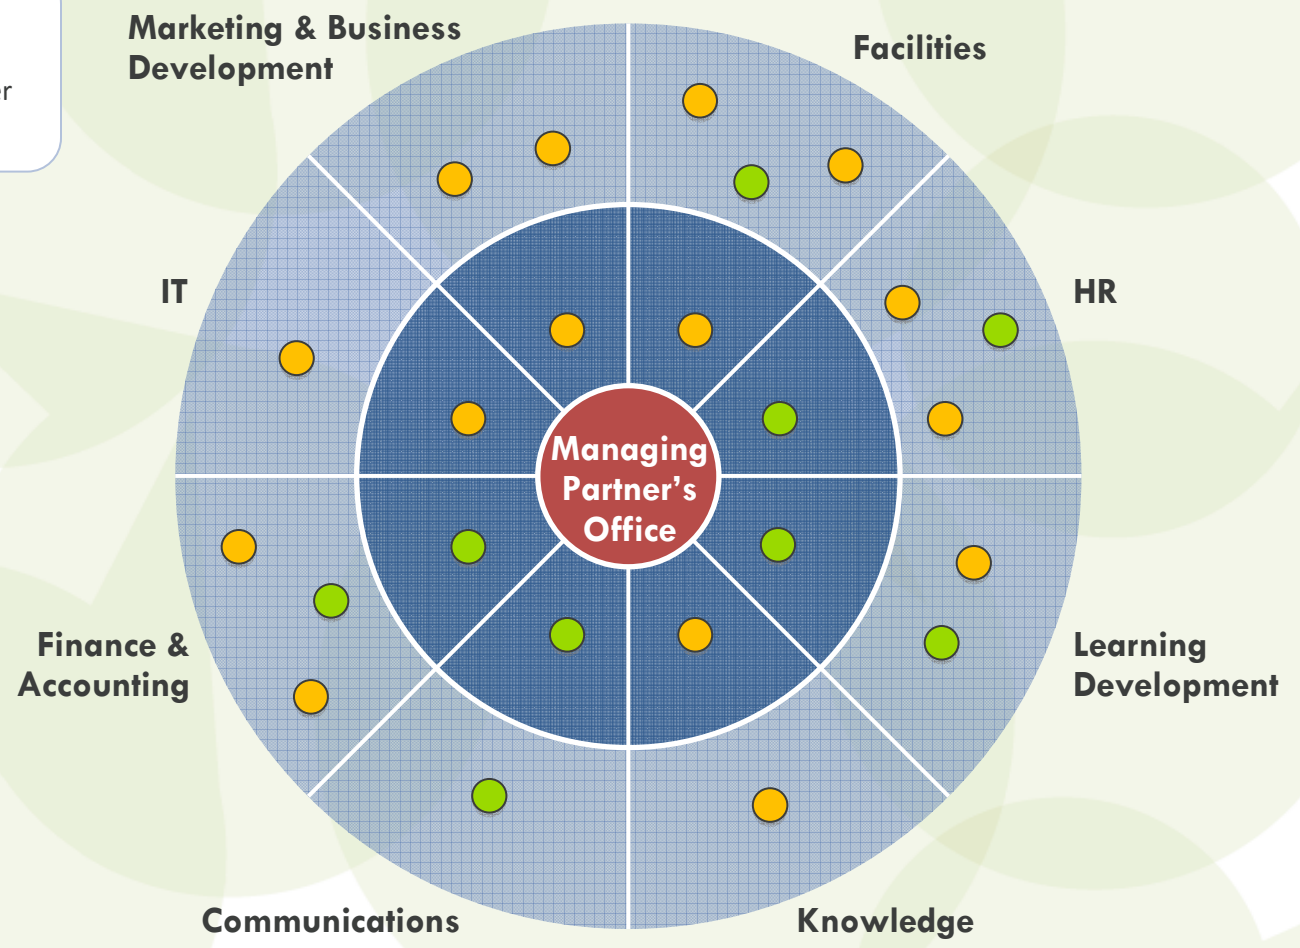 Marketing & Business
Development
Facilities
IT
HR
Managing
Partner’s
Office
Finance &
Accounting
Learning
Development
Communications
Knowledge